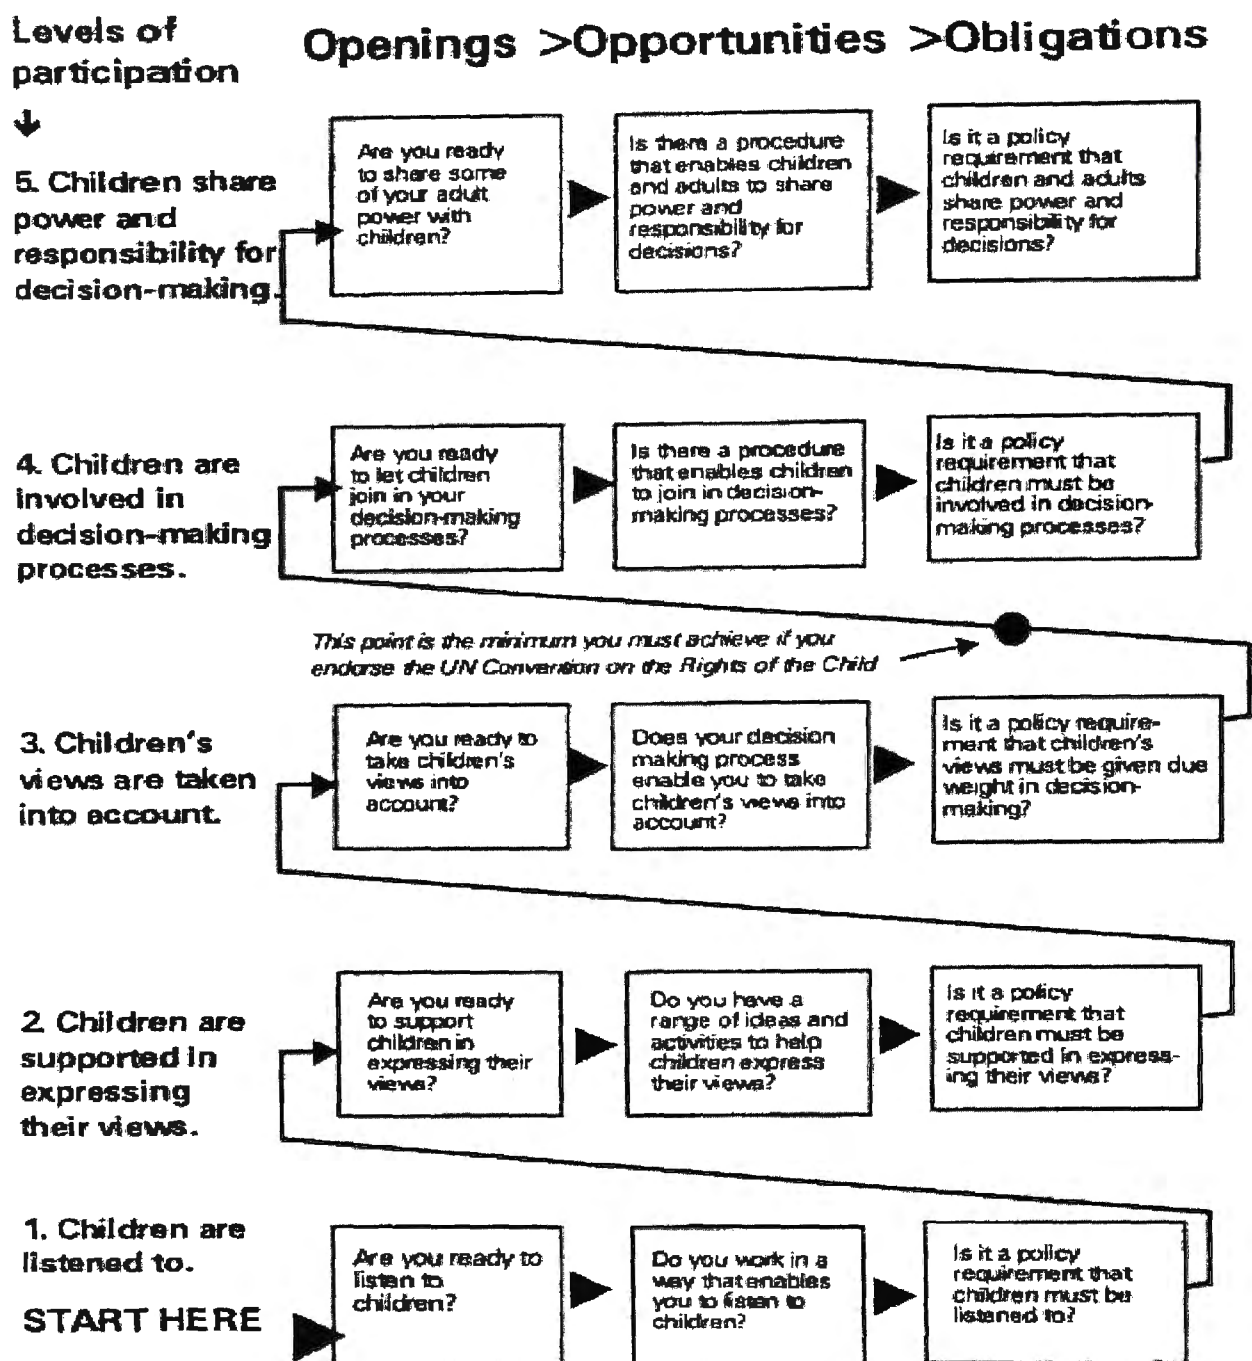 Levels of
participation
Openings >Opportunities >Obligations
5. Children share
power and
responsibility for
decision-making.
Are you ready
to share some
of your adult
power with
children?
Is there a procedure
that enables children
and adults to share
power and
responsibility for
decisions?
Is it a policy
requirement that
children and adults
share power and
responsibility for
decisions?
4. Children are
involved in
decision-making
processes.
Are you ready
to let children
join in your
decision-making
processes?
Is there a procedure
that enables children
to join in decision-
making processes?
Is it a policy
requirement that
children must be
involved in decision-
making processes?
This point is the minimum you must achieve if you
endorse the UN Convention on the Rights of the Child
3. Children's
views are taken
into account.
Are you ready to
take children's
views into
account?
Does your decision
making process
enable you to take
children's views into
account?
Is it a policy require-
ment that children's
views must be given due
weight in decision-
making?
2. Children are
supported in
expressing
their views.
Are you ready
to support
children in
expressing their
views?
Do you have a
range of ideas and
activities to help
children express
their views?
Is it a policy
requirement that
children must be
supported in express-
ing their views?
1. Children are
listened to.
START HERE
Are you ready to
listen to
children?
Do you work in a
way that enables
you to listen to
children?
Is it a policy
requirement that
children must be
listened to?